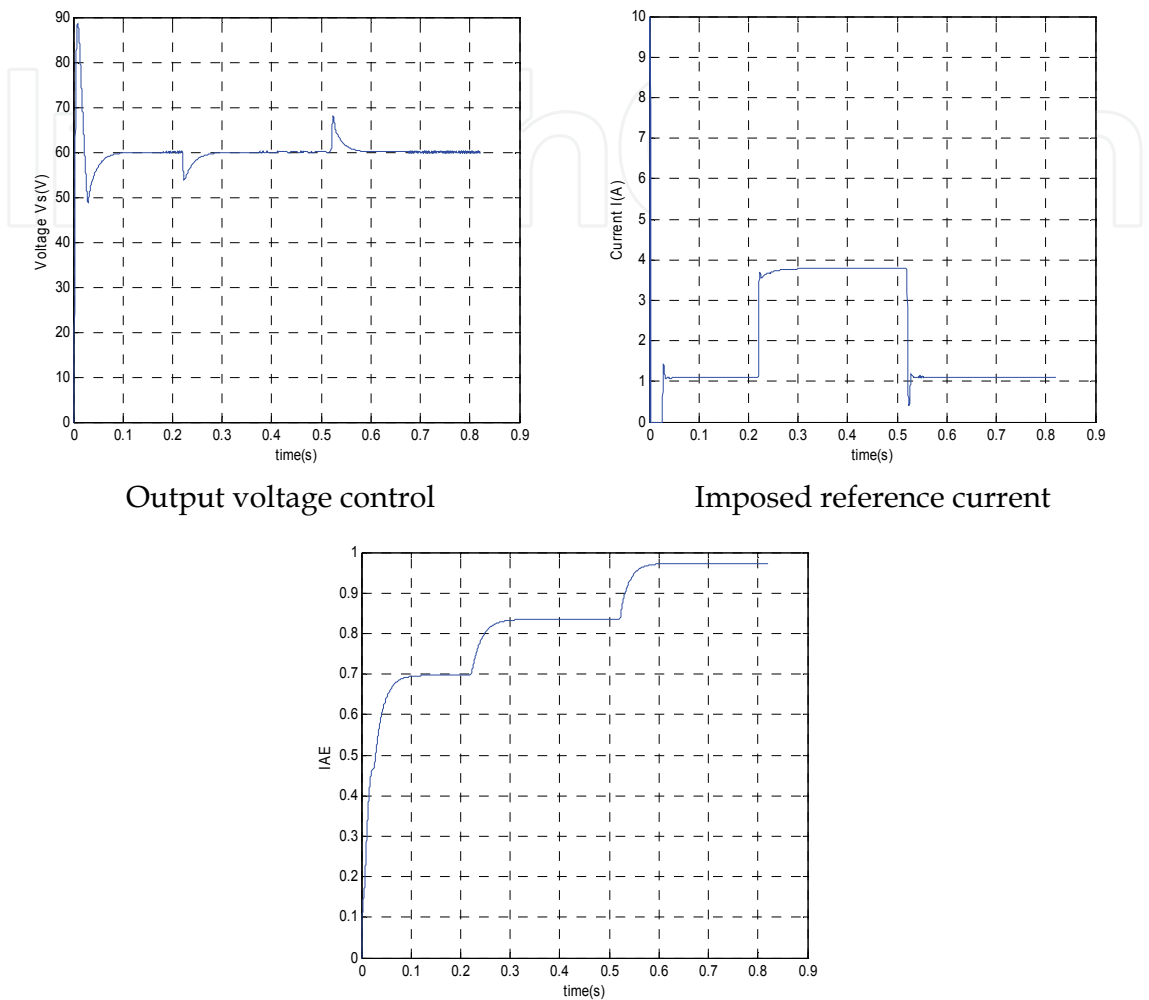 90
80
70
60
50
40
30
20
10
0
Voltage Vs(V)
0 0.1 0.2 0.3 0.4 0.5 0.6 0.7 0.8 0.9
time(s)
10
9
8
7
6
5
4
3
2
1
0
Current I(A)
0 0.1 0.2 0.3 0.4 0.5 0.6 0.7 0.8 0.9
time(s)
Output voltage control
Imposed reference current
1
0.9
0.8
0.7
0.6
0.5
0.4
0.3
0.2
0.1
0
IAE
0 0.1 0.2 0.3 0.4 0.5 0.6 0.7 0.8 0.9
time(s)